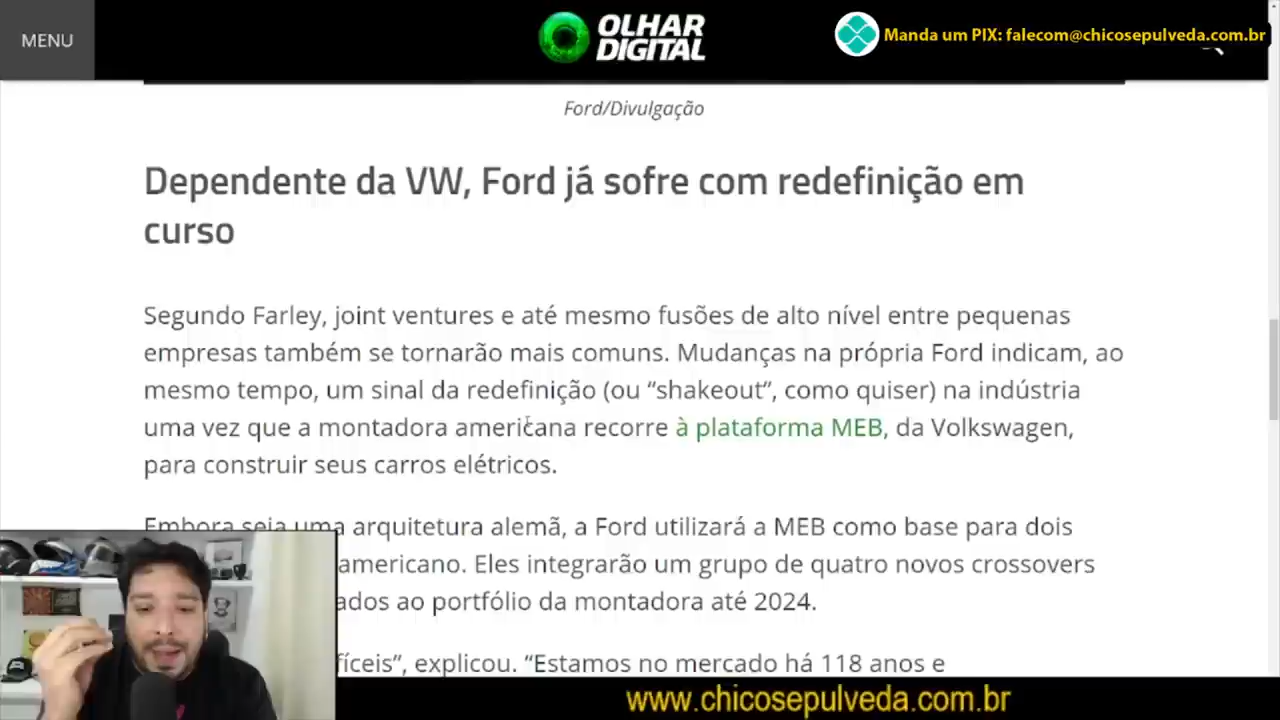 MENU
OLHAR
DIGITAL
Manda um PIX: falecom@chicosepulveda.com.br
Ford/Divulgação
Dependente da VW, Ford já sofre com redefinição em
curso
Segundo Farley, joint ventures e até mesmo fusões de alto nível entre pequenas
empresas também se tornarão mais comuns. Mudanças na própria Ford indicam, ao
mesmo tempo, um sinal da redefinição (ou “shakeout”, como quiser) na indústria
uma vez que a montadora americana recorre à plataforma MEB, da Volkswagen,
para construir seus carros elétricos.
Embora seja uma arquitetura alemã, a Ford utilizará a MEB como base para dois
americano. Eles integrarão um grupo de quatro novos crossovers
ados ao portfólio da montadora até 2024.
fíceis”, explicou. “Estamos no mercado há 118 anos e
www.chicosepulveda.com.br